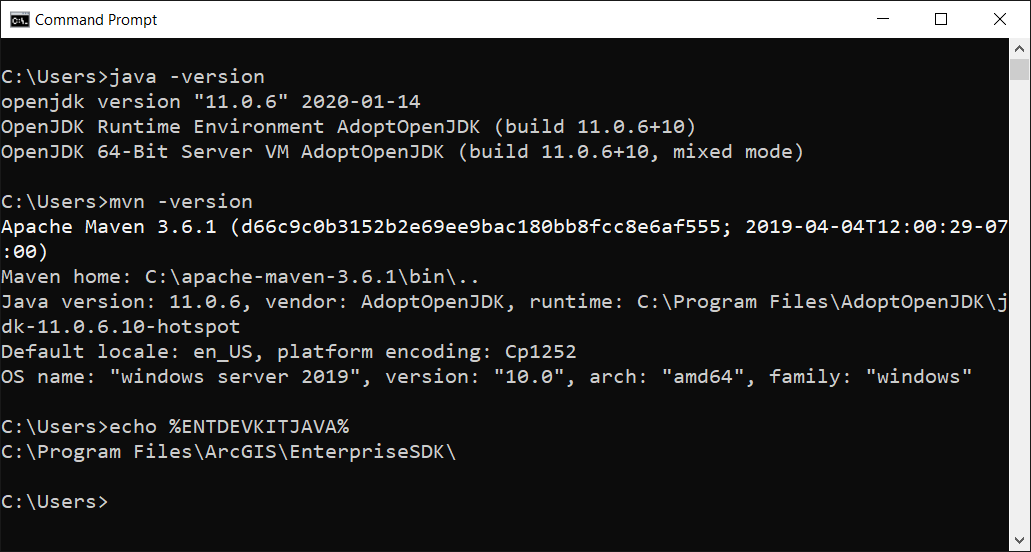 Command Prompt
C:\Users>java -version
openjdk version "11.0.6" 2020-01-14
OpenJDK Runtime Environment AdoptOpenJDK (build 11.0.6+10)
OpenJDK 64-Bit Server VM AdoptOpenJDK (build 11.0.6+10, mixed mode)
C:\Users>mvn -version
Apache Maven 3.6.1 (d66c9c0b3152b2e69ee9bac180bb8fcc8e6af555; 2019-04-04T12:00:29-07
:00)
Maven home: C:\apache-maven-3.6.1\bin\..
Java version: 11.0.6, vendor: AdoptOpenJDK, runtime: C:\Program Files\AdoptOpenJDK\j
dk-11.0.6.10-hotspot
Default locale: en_US, platform encoding: Cp1252
OS name: "windows server 2019", version: "10.0", arch: "amd64", family: "windows"
C:\Users>echo %ENTDEVKITJAVA%
C:\Program Files\ArcGIS\EnterpriseSDK\
C:\Users>